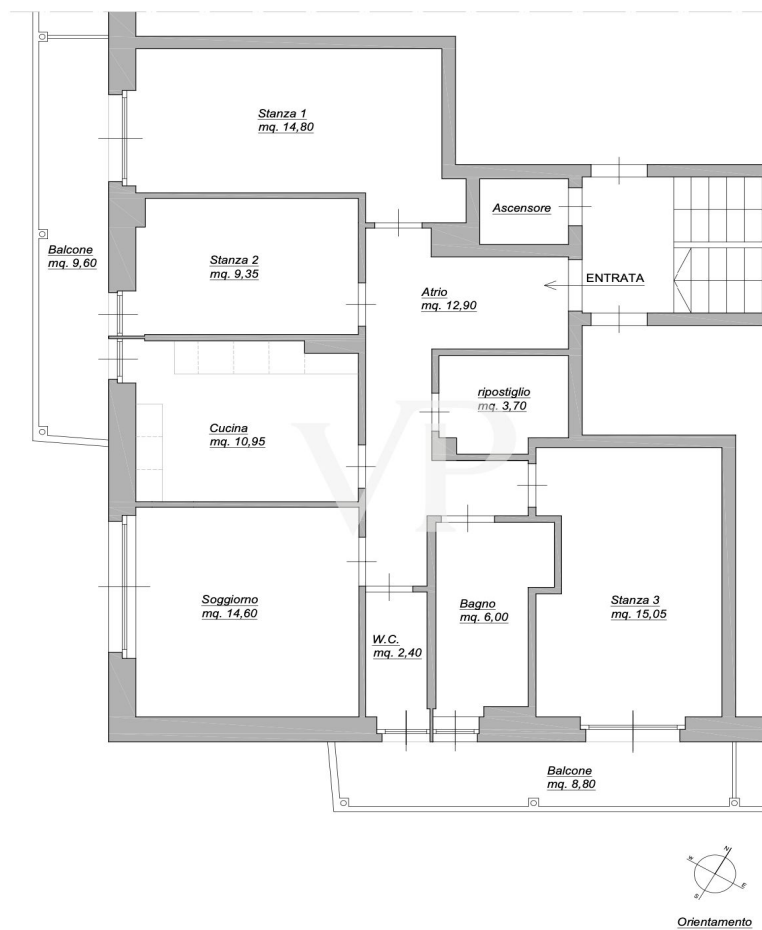 Stanza 1
mq. 14,80
Ascensore
Balcone
mq. 9,60
Stanza 2
mq. 9,35
ENTRATA
Atrio
mq. 12,90
ripostiglio
mq. 3,70
Cucina
mq. 10,95
VP
Soggiorno
mq. 14,60
Bagno
mq. 6,00
Stanza 3
mq. 15,05
W.C.
mq. 2,40
Balcone
mq. 8,80
N
W
E
S
Orientamento